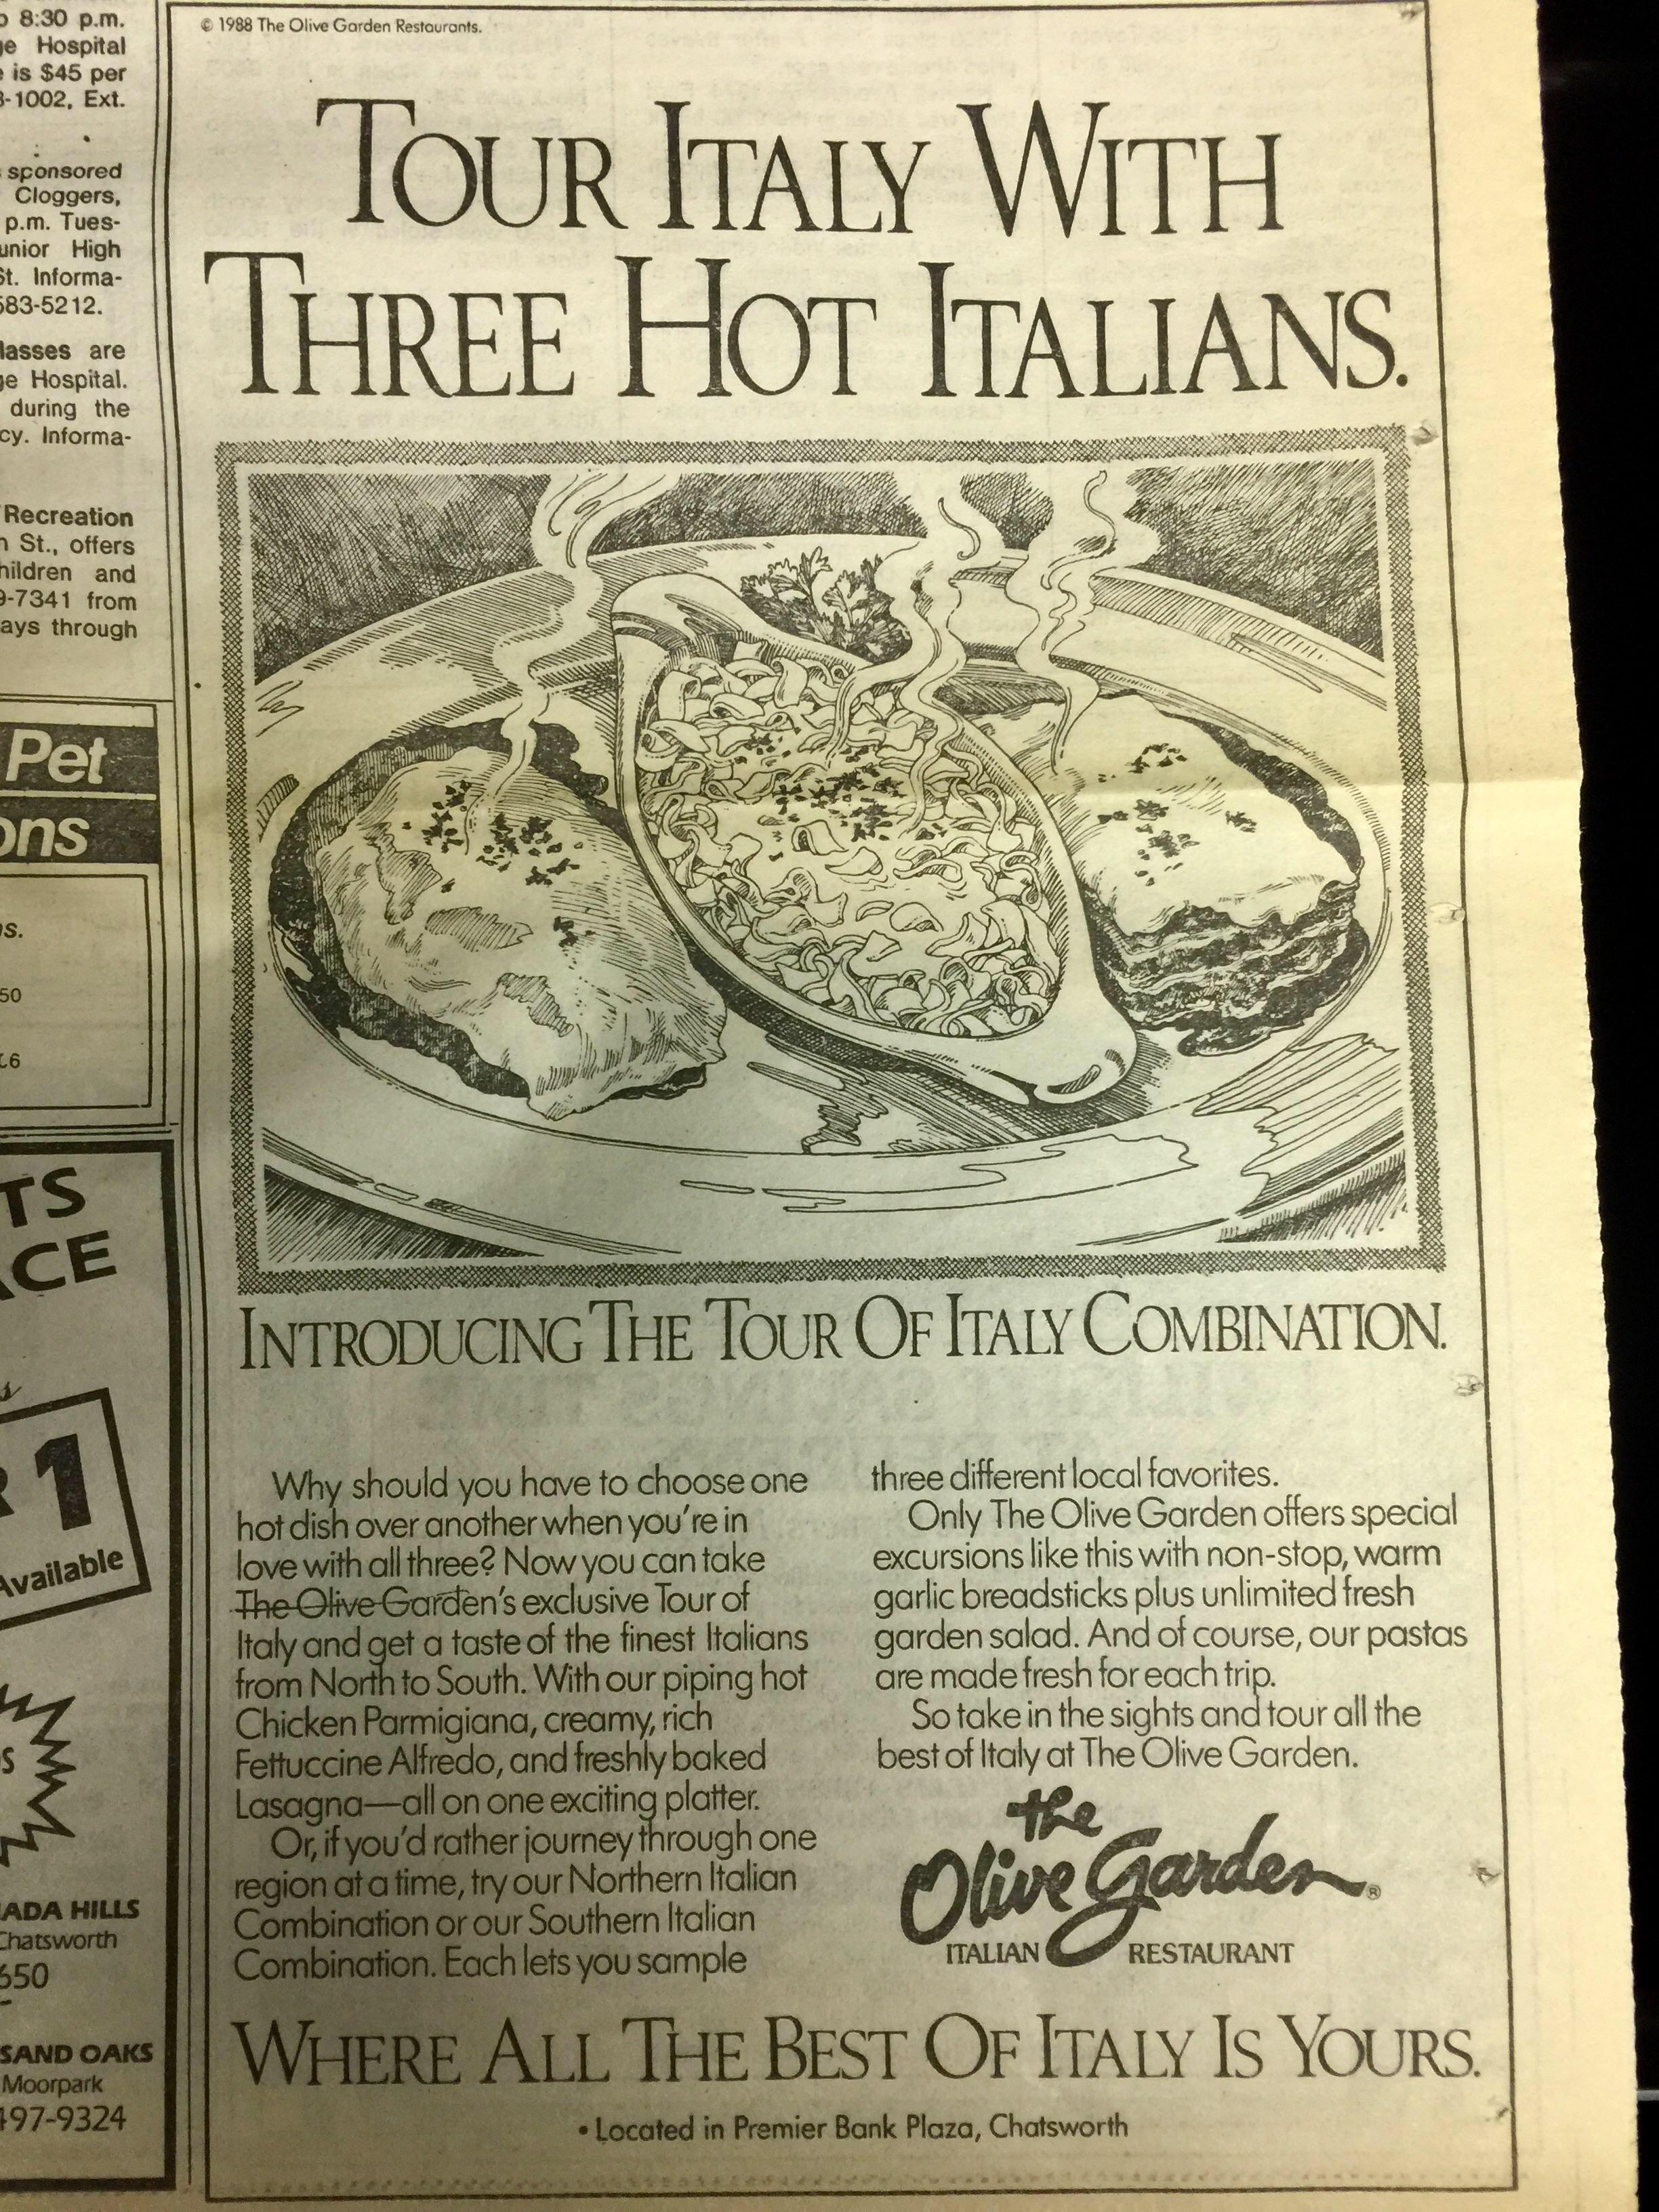 o 8:30 p.m.
ge Hospital
e is $45 per
3-1002, Ext.
sponsored
Cloggers,
p.m. Tues-
unior High
St. Informa-
583-5212.
lasses are
ge Hospital.
during the
cy. Informa-
Recreation
n St., offers
hildren and
9-7341 from
ays through
Pet
ons
s.
50
.6
TS
ACE
R 1
Available
S
ADA HILLS
Chatsworth
650
SAND OAKS
Moorpark
497-9324
© 1988 The Olive Garden Restaurants.
TOUR ITALY WITH
THREE HOT ITALIANS.
INTRODUCING THE TOUR OF ITALY COMBINATION.
Why should you have to choose one
hot dish over another when you're in
love with all three? Now you can take
The Olive Garden's exclusive Tour of
Italy and get a taste of the finest Italians
from North to South. With our piping hot
Chicken Parmigiana, creamy, rich
Fettuccine Alfredo, and freshly baked
Lasagna—all on one exciting platter.
Or, if you'd rather journey through one
region at a time, try our Northern Italian
Combination or our Southern Italian
Combination. Each lets you sample
three different local favorites.
Only The Olive Garden offers special
excursions like this with non-stop, warm
garlic breadsticks plus unlimited fresh
garden salad. And of course, our pastas
are made fresh for each trip.
So take in the sights and tour all the
best of Italy at The Olive Garden.
the
Olive Garden®
ITALIAN RESTAURANT
WHERE ALL THE BEST OF ITALY IS YOURS.
• Located in Premier Bank Plaza, Chatsworth